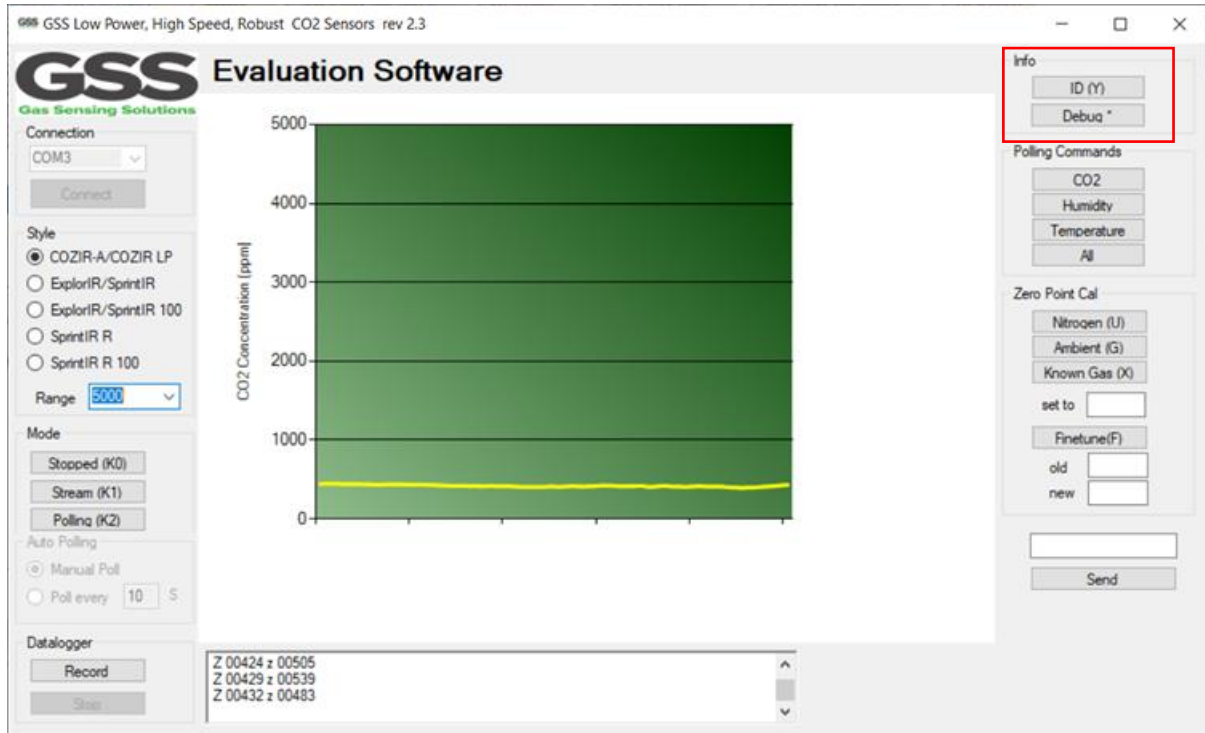 GSS GSS Low Power, High Speed, Robust CO2 Sensors rev 2.3
GSS
Gas Sensing Solutions
Evaluation Software
Connection
COM3
Connect
Style
COZIR-A/COZIR LP
ExplorIR/SprintIR
ExplorIR/SprintIR 100
SprintIR R
SprintIR R 100
Range 5000
Mode
Stopped (K0)
Stream (K1)
Polling (K2)
Auto Polling
Manual Poll
Poll every 10 S
Datalogger
Record
Stop
CO2 Concentration [ppm]
5000
4000
3000
2000
1000
0
Z 00424 z 00505
Z 00429 z 00539
Z 00432 z 00483
Info
ID (Y)
Debug *
Polling Commands
CO2
Humidity
Temperature
All
Zero Point Cal
Nitrogen (U)
Ambient (G)
Known Gas (X)
set to
Finetune(F)
old
new
Send